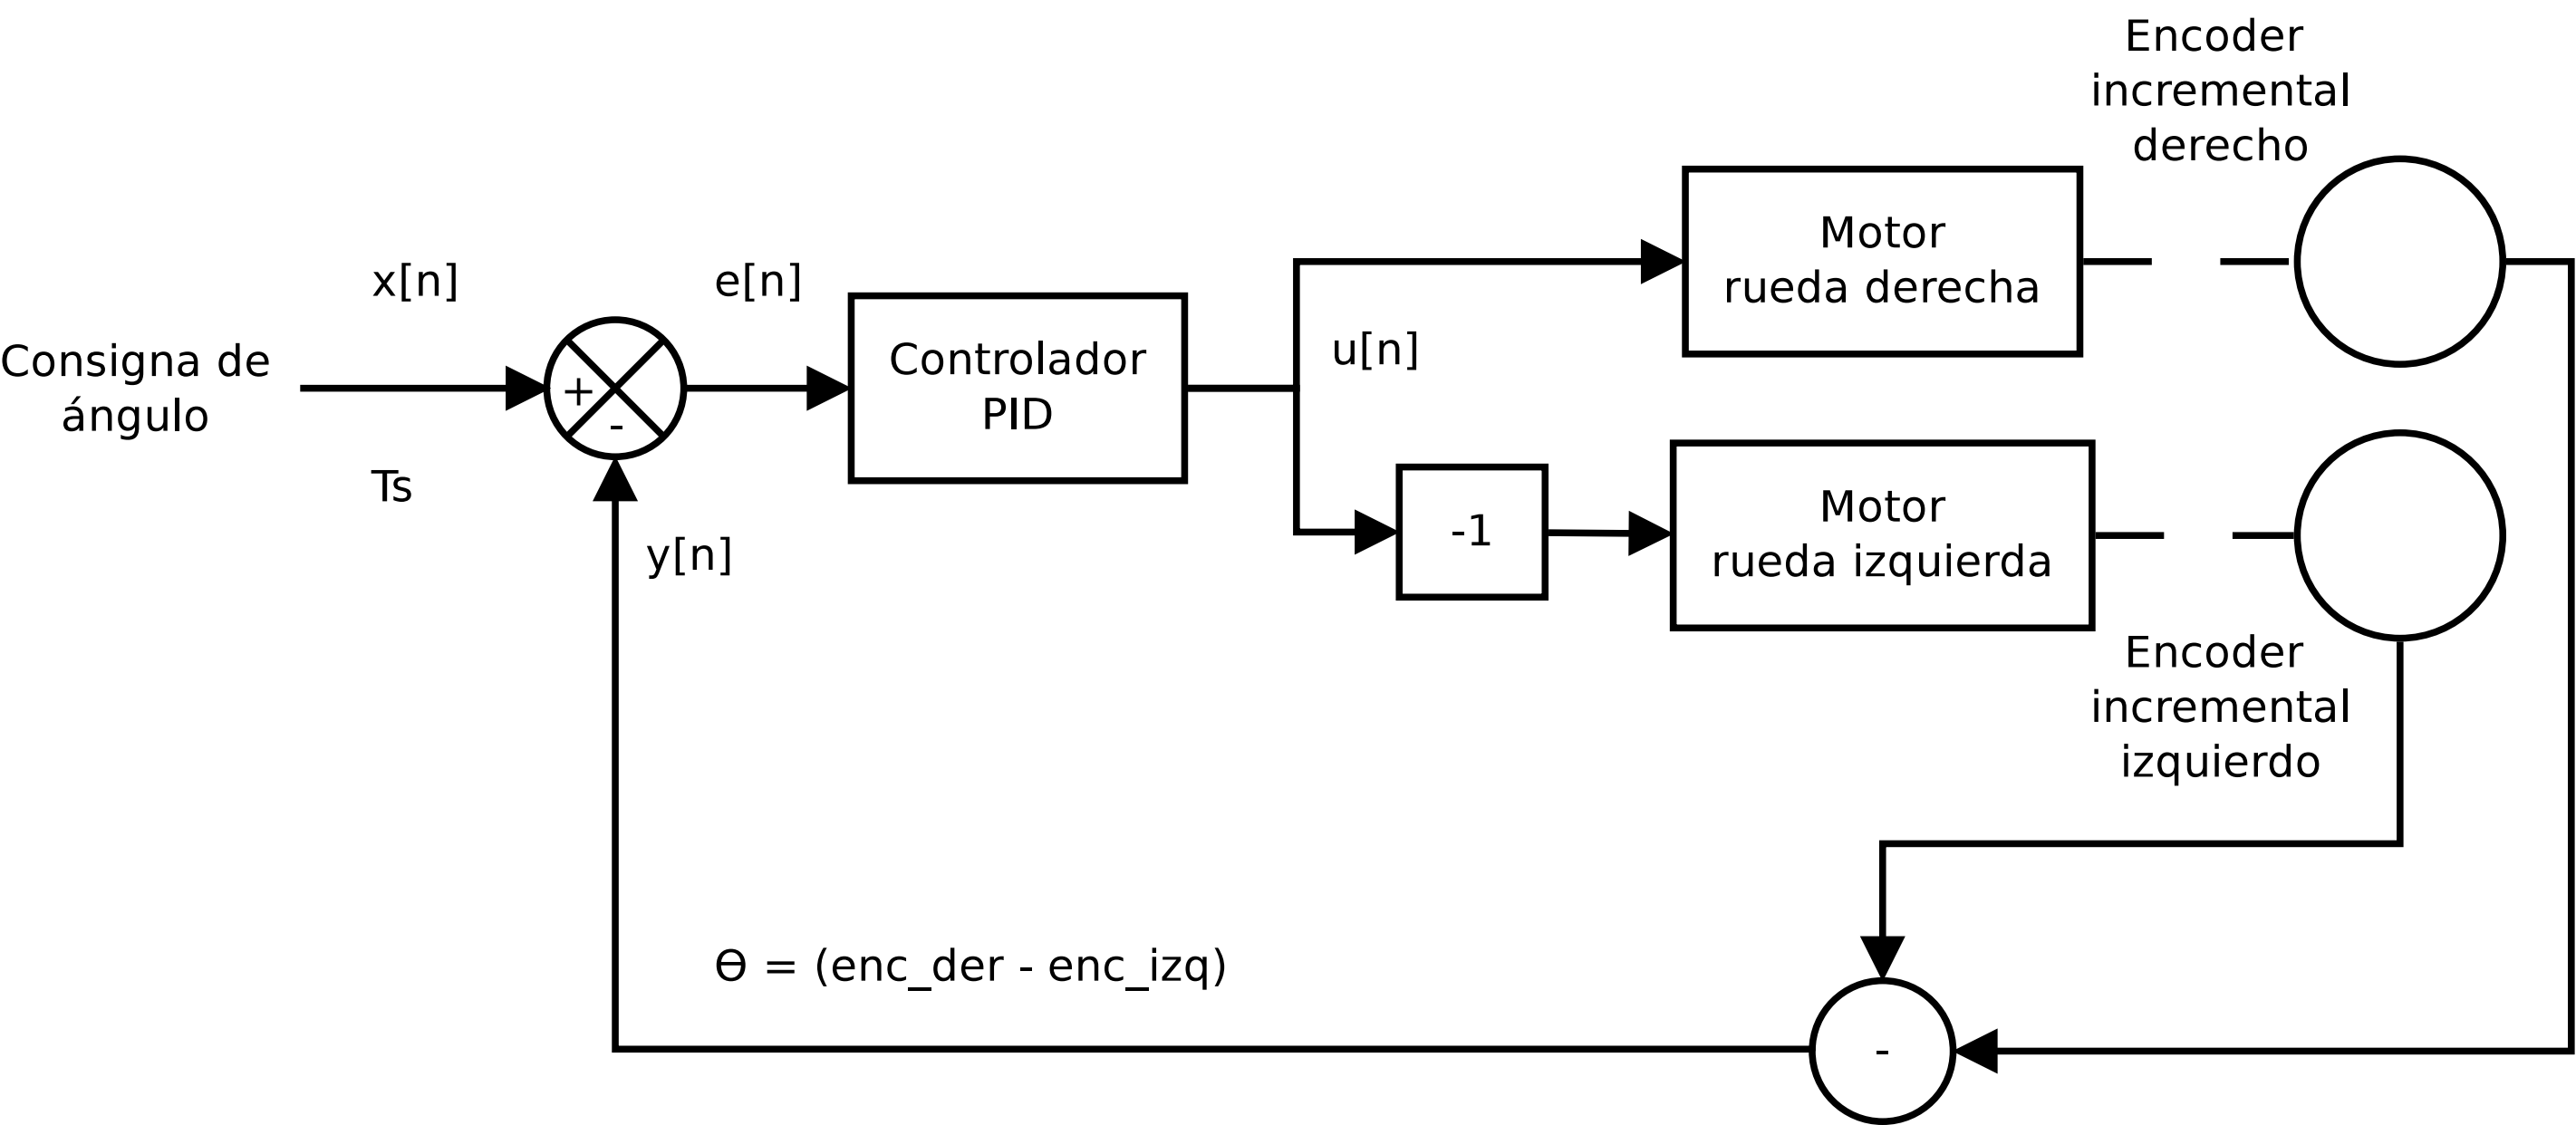 Encoder
incremental
derecho
Motor
rueda derecha
x[n]
e[n]
Consigna de
ángulo
+
-
Controlador
PID
u[n]
Ts
y[n]
-1
Motor
rueda izquierda
Encoder
incremental
izquierdo
ϴ = (enc_der - enc_izq)
-